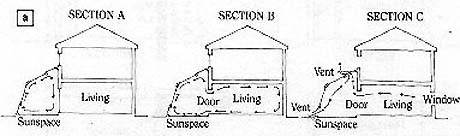 a
SECTION A SECTION B SECTION C
Vent
Living Door Living Vent Door Living Window
Sunspace Sunspace Sunspace